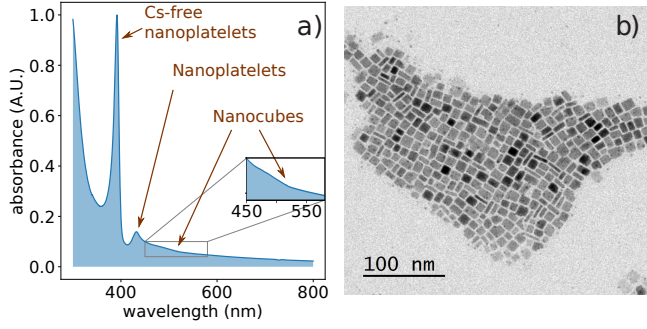 a)
Cs-free
nanoplatelets
Nanoplatelets
Nanocubes
absorbance (A.U.)
1.0
0.8
0.6
0.4
0.2
0.0
450 550
400 600 800
wavelength (nm)
b)
100 nm